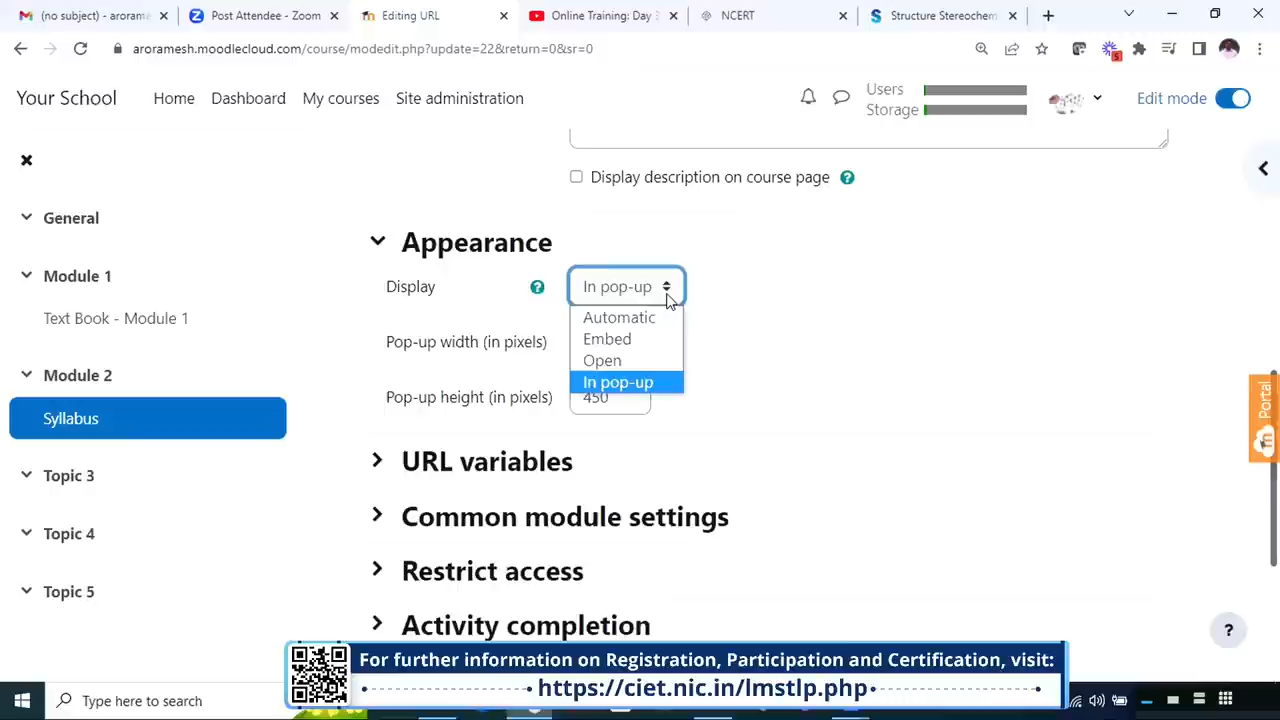 (no subject) - arorame
Post Attendee - Zoom
Editing URL
Online Training: Day
NCERT
Structure Stereochem
aroramesh.moodlecloud.com/course/modedit.php?update=22&return=0&sr=0
5
Your School
Home
Dashboard
My courses
Site administration
Users
Storage
Edit mode
Display description on course page
?
General
Appearance
Module 1
Display
?
In pop-up
Text Book - Module 1
Automatic
Embed
Pop-up width (in pixels)
Open
Module 2
In pop-up
Pop-up height (in pixels)
450
Portal
Syllabus
URL variables
Topic 3
Common module settings
Topic 4
Restrict access
Topic 5
Activity completion
?
For further information on Registration, Participation and Certification, visit:
https://ciet.nic.in/lmstlp.php
Type here to search